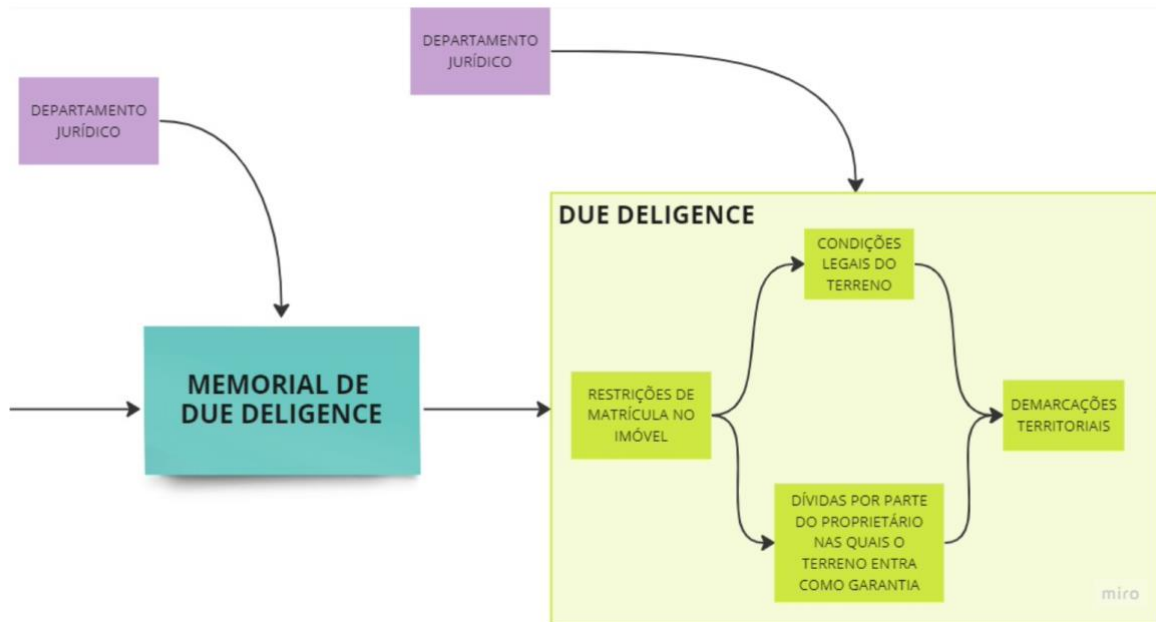 DEPARTAMENTO
JURÍDICO
DEPARTAMENTO
JURÍDICO
MEMORIAL DE
DUE DELIGENCE
DUE DELIGENCE
RESTRIÇÕES DE
MATRÍCULA NO
IMÓVEL
CONDIÇÕES
LEGAIS DO
TERRENO
DÍVIDAS POR PARTE
DO PROPRIETÁRIO
NAS QUAIS O
TERRENO ENTRA
COMO GARANTIA
DEMARCAÇÕES
TERRITORIAIS
miro